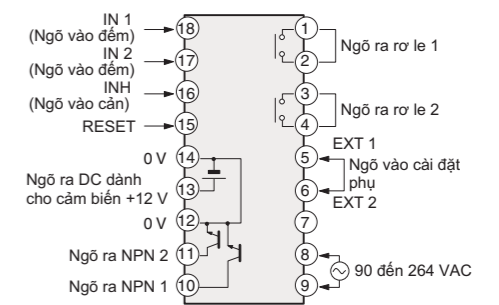 IN 1
(Ngõ vào đếm)
IN 2
(Ngõ vào đếm)
INH
(Ngõ vào cản)
RESET
0 V
Ngõ ra DC dành
cho cảm biến +12 V
0 V
Ngõ ra NPN 2
Ngõ ra NPN 1
18
17
16
15
14
13
12
11
10
1
2
3
4
5
6
7
8
9
Ngõ ra rơ le 1
Ngõ ra rơ le 2
EXT 1
Ngõ vào cài đặt
phụ
EXT 2
90 đến 264 VAC